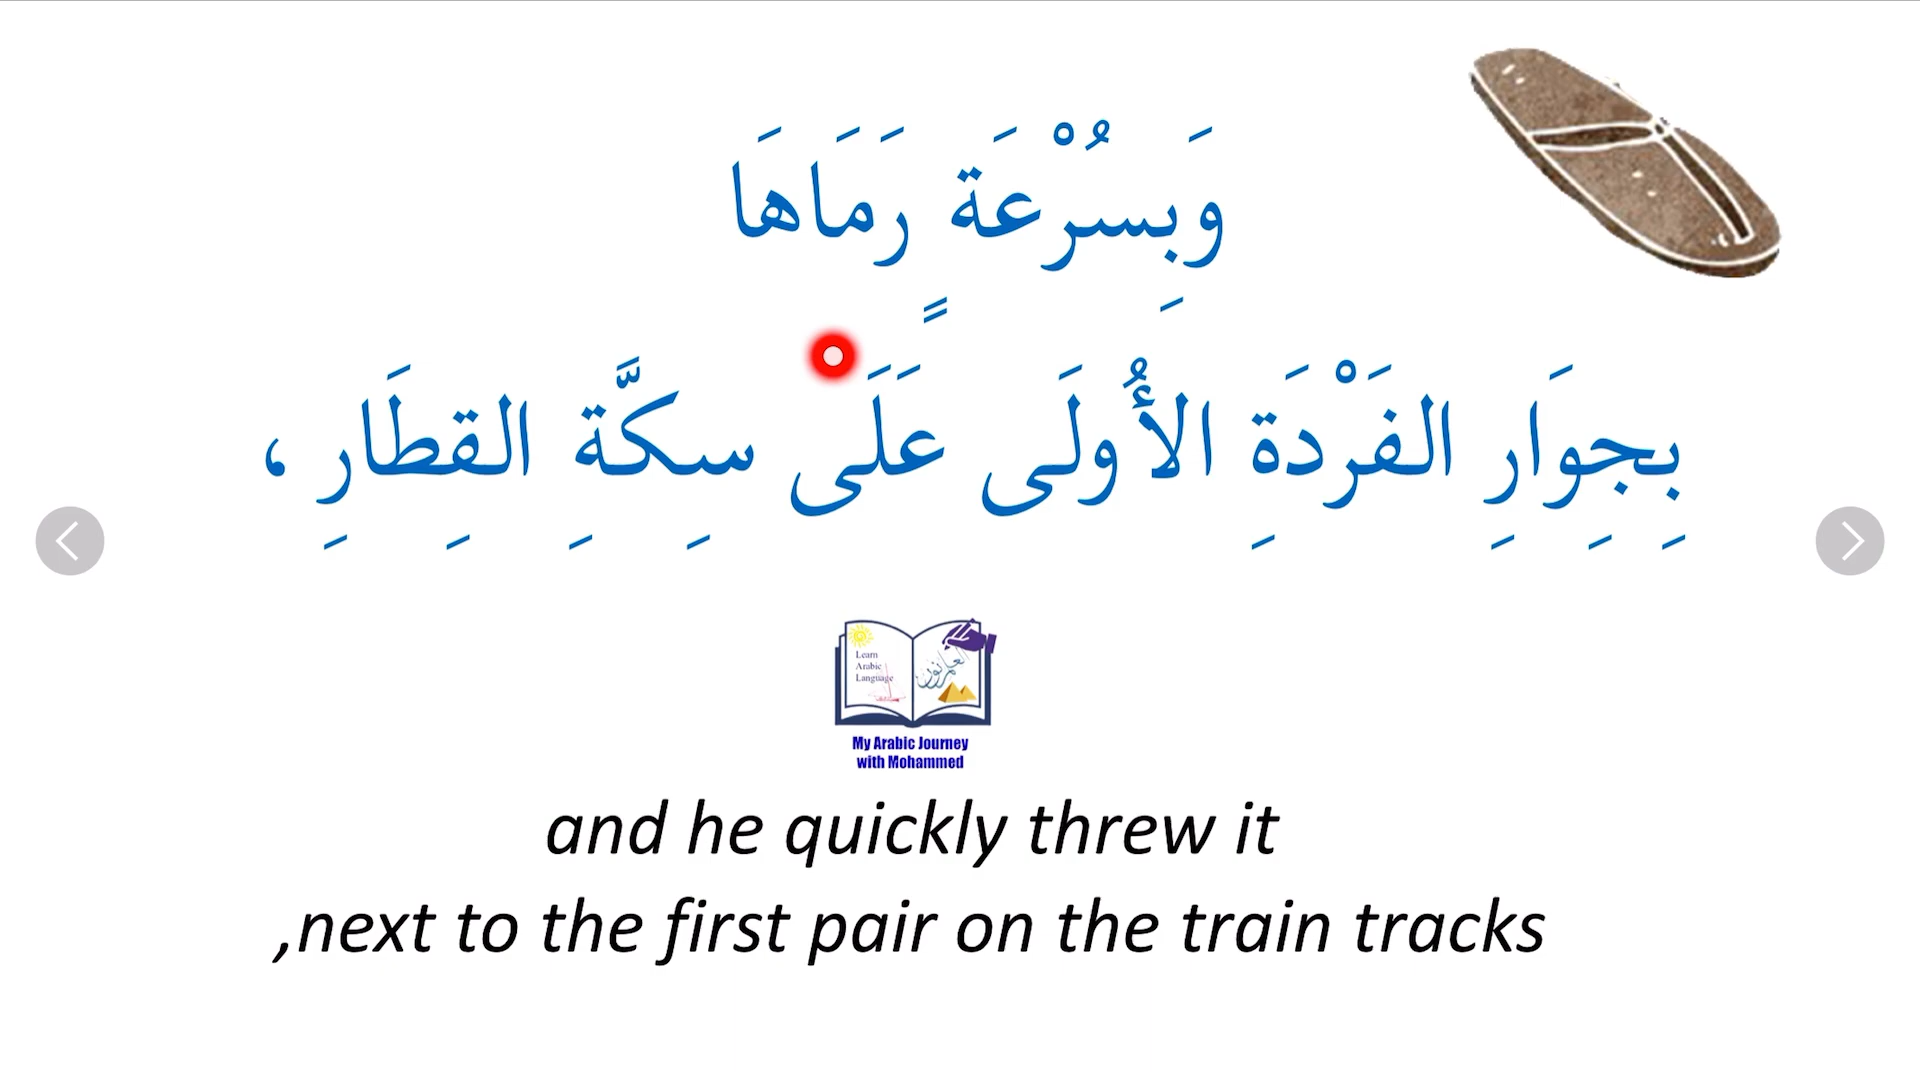 وَبِسُرْعَةٍ رَمَاهَا
بِجِوَارِ الفَرْدَةِ الأُولَى عَلَى سِكَّةِ القِطَارِ ،
Learn
Arabic
Language
My Arabic Journey
with Mohammed
and he quickly threw it
,next to the first pair on the train tracks